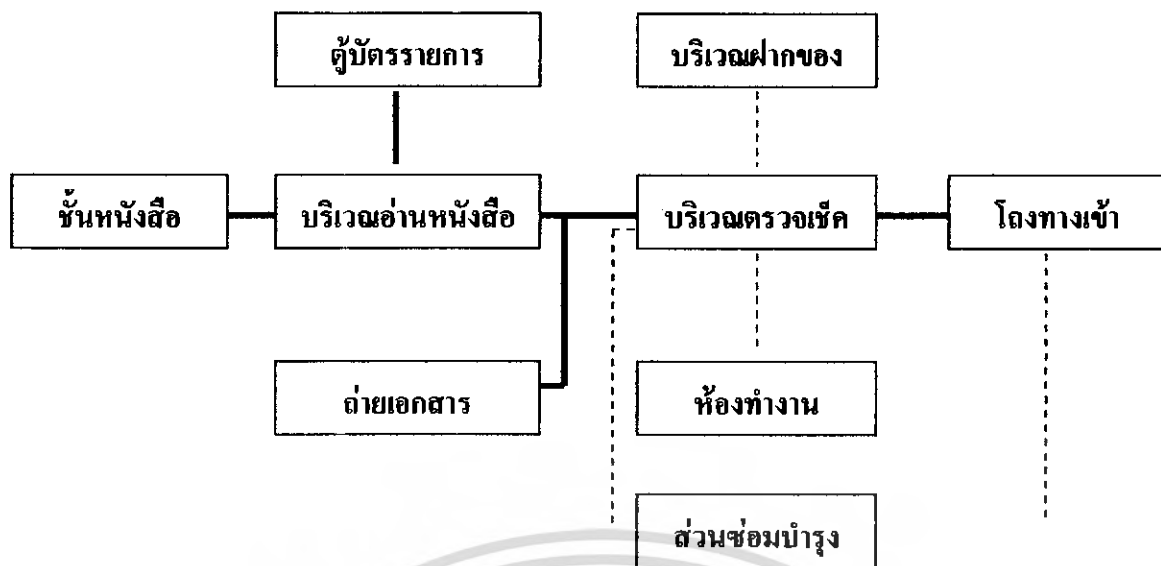 ตู้บัตรรายการ
บริเวณฝากของ
ชั้นหนังสือ
บริเวณอ่านหนังสือ
บริเวณตรวจเช็ค
โถงทางเข้า
ถ่ายเอกสาร
ห้องทำงาน
ส่วนซ่อมบำรุง